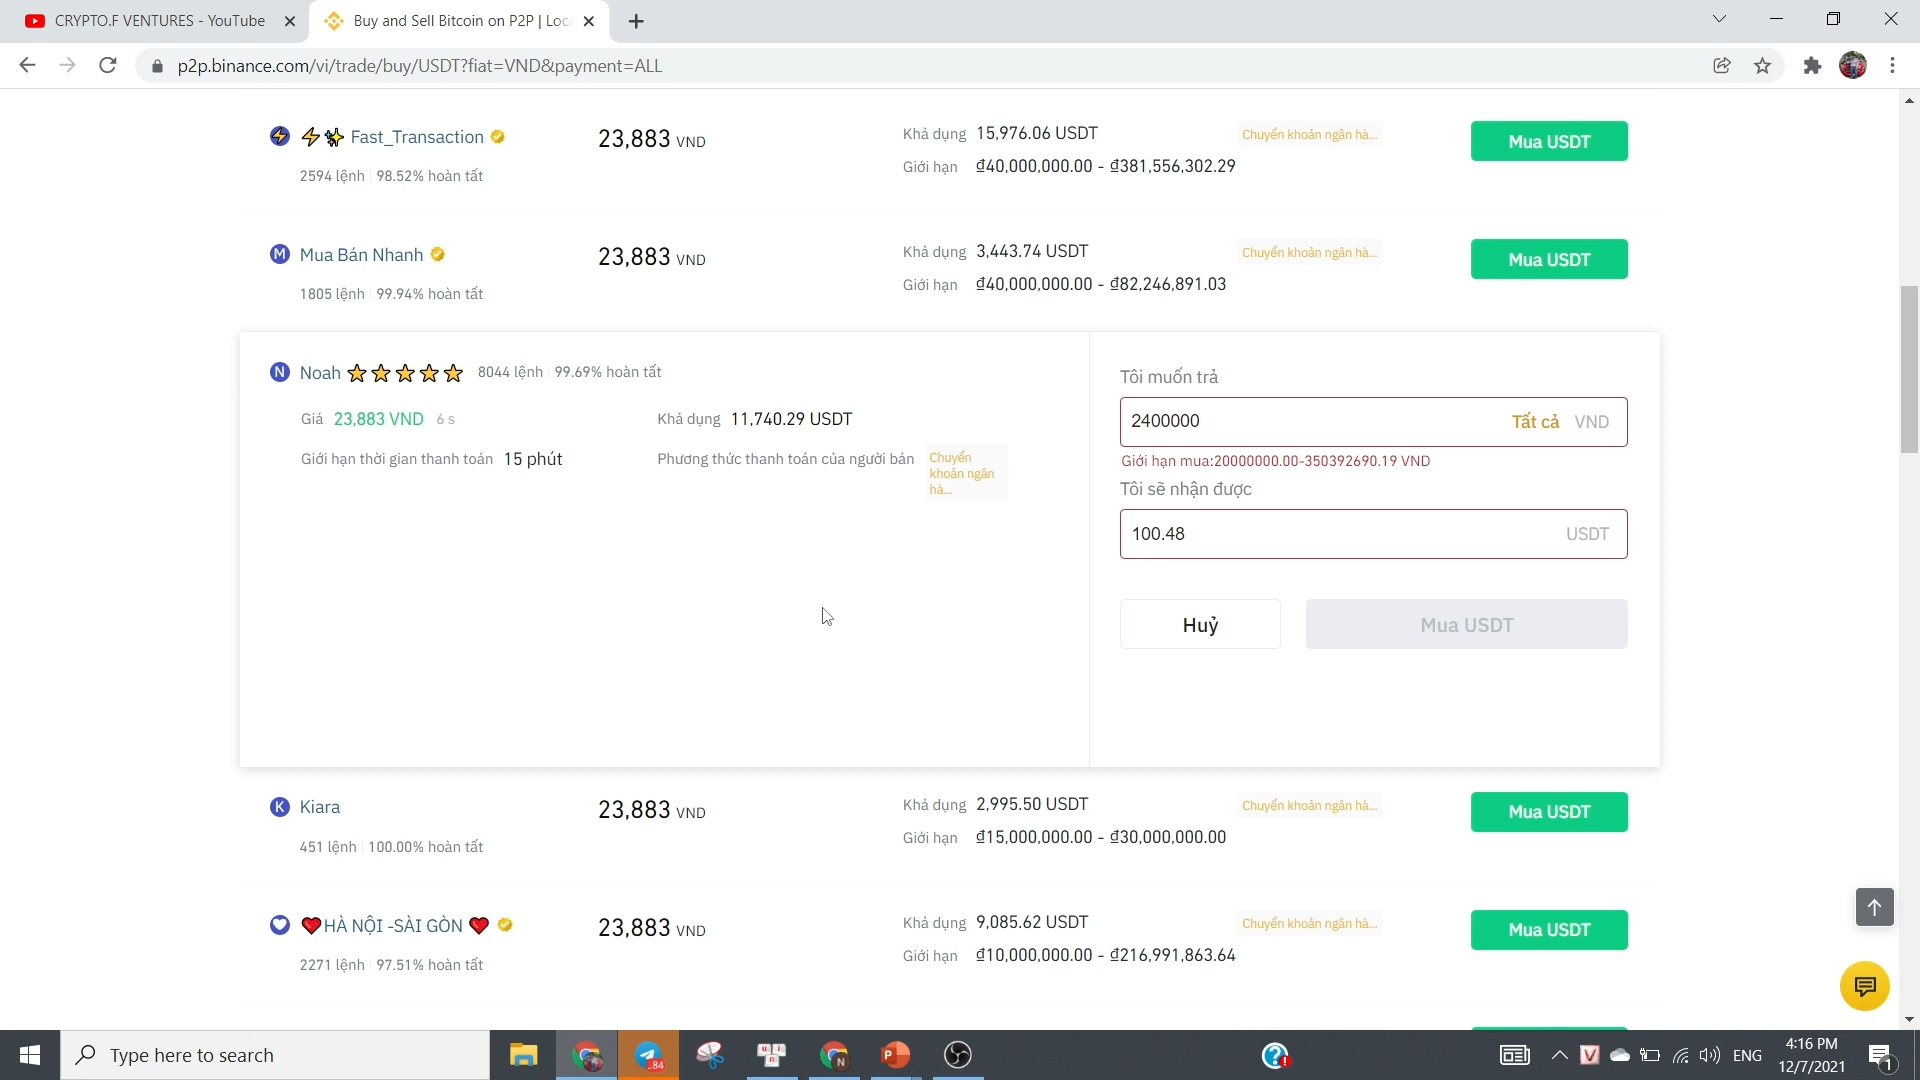 CRYPTO.F VENTURES - YouTube
Buy and Sell Bitcoin on P2P | Loc
p2p.binance.com/vi/trade/buy/USDT?fiat=VND&payment=ALL
Fast_Transaction
23,883 VND
Khả dụng 15,976.06 USDT
Chuyển khoản ngân hà...
Mua USDT
2594 lệnh | 98.52% hoàn tất
Giới hạn ₫40,000,000.00 - ₫381,556,302.29
M Mua Bán Nhanh
23,883 VND
Khả dụng 3,443.74 USDT
Chuyển khoản ngân hà...
Mua USDT
1805 lệnh | 99.94% hoàn tất
Giới hạn ₫40,000,000.00 - ₫82,246,891.03
N Noah 8044 lệnh | 99.69% hoàn tất
Giá 23,883 VND 6 s
Khả dụng 11,740.29 USDT
Giới hạn thời gian thanh toán 15 phút
Phương thức thanh toán của người bán
Chuyển
khoản ngân
hà...
Tôi muốn trả
2400000 Tất cả VND
Giới hạn mua:20000000.00-350392690.19 VND
Tôi sẽ nhận được
100.48 USDT
Huỷ
Mua USDT
K Kiara
23,883 VND
Khả dụng 2,995.50 USDT
Chuyển khoản ngân hà...
Mua USDT
451 lệnh | 100.00% hoàn tất
Giới hạn ₫15,000,000.00 - ₫30,000,000.00
HÀ NỘI -SÀI GÒN
23,883 VND
Khả dụng 9,085.62 USDT
Chuyển khoản ngân hà...
Mua USDT
2271 lệnh | 97.51% hoàn tất
Giới hạn ₫10,000,000.00 - ₫216,991,863.64
Type here to search
ENG
4:16 PM
12/7/2021
1